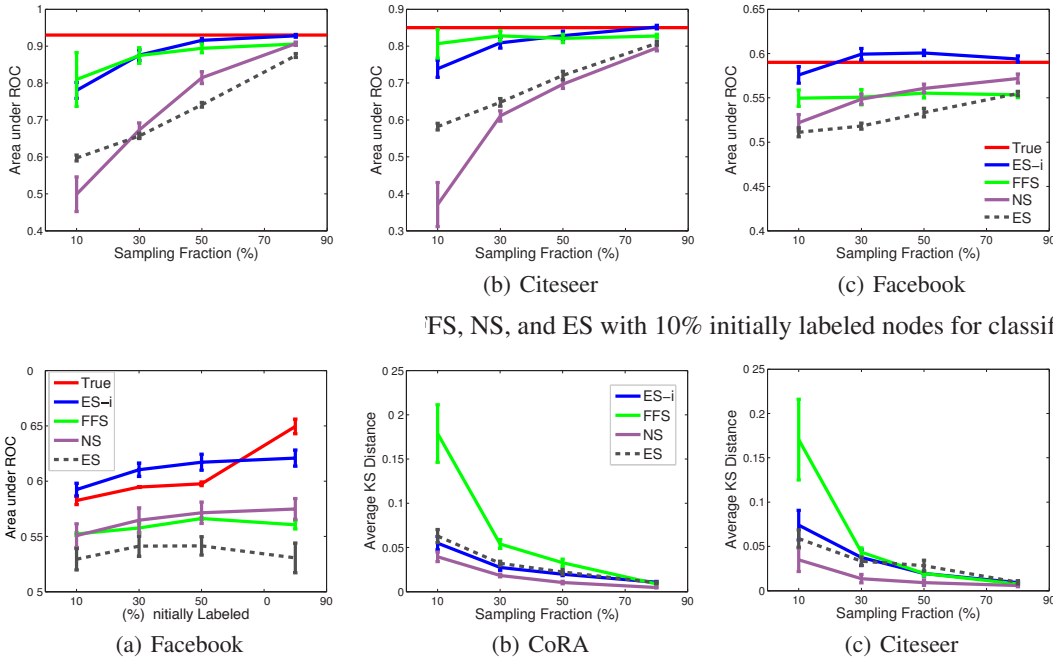 1
0.9
0.8
0.7
0.6
0.5
0.4
Area under ROC
10 30 50 70 90
Sampling Fraction (%)
0.9
0.8
0.7
0.6
0.5
0.4
0.3
Area under ROC
10 30 50 70 90
Sampling Fraction (%)
(b) Citeseer
0.65
0.6
0.55
0.5
0.45
0.4
Area under ROC
True
ES-i
FFS
NS
ES
10 30 50 70 90
Sampling Fraction (%)
(c) Facebook
FFS, NS, and ES with 10% initially labeled nodes for
0
0 65
0 6
0 55
0 5
Area under ROC
True
ES-i
FFS
NS
ES
10 30 50 0 90
(%) nitially Labeled
(a) Facebook
0.25
0.2
0.15
0.1
0.05
0
Average KS Distance
ES-i
FFS
NS
ES
10 30 50 70 90
Sampling Fraction (%)
(b) CoRA
0.25
0.2
0.15
0.1
0.05
0
Average KS Distance
10 30 50 70 90
Sampling Fraction (%)
(c) Citeseer